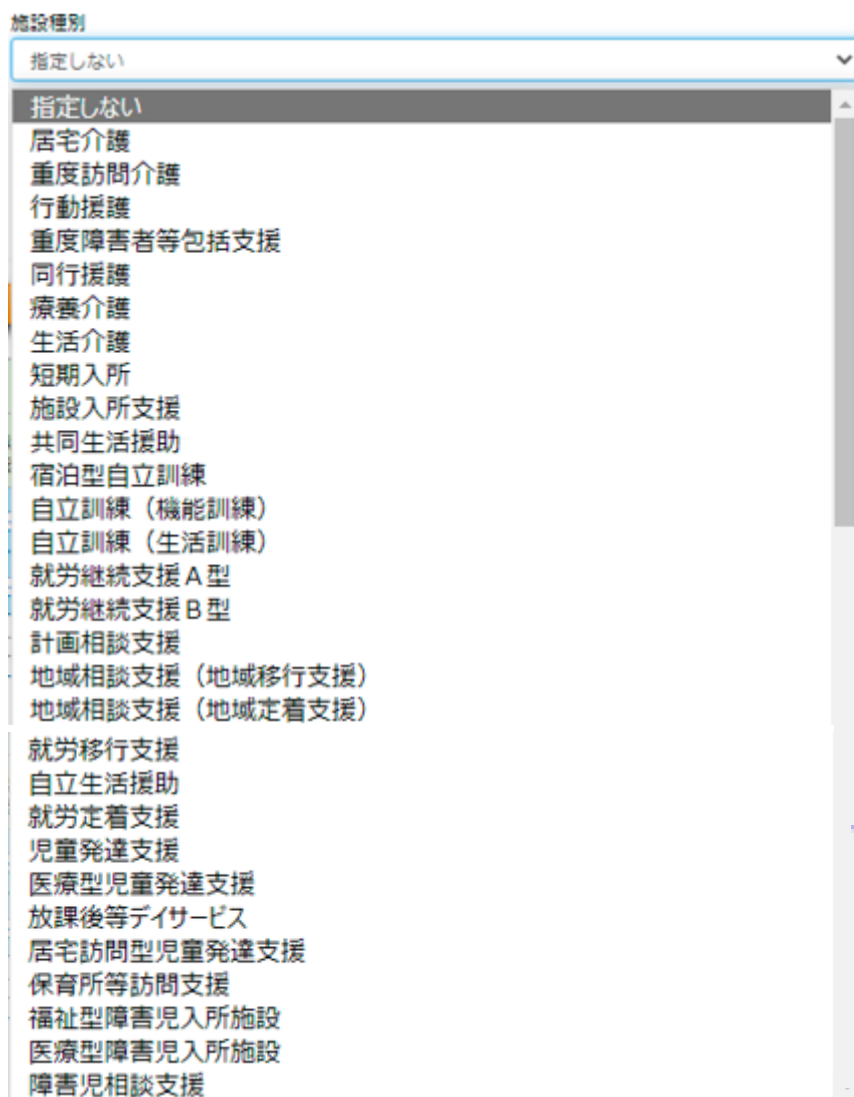 施設種別
指定しない
指定しない
居宅介護
重度訪問介護
行動援護
重度障害者等包括支援
同行援護
療養介護
生活介護
短期入所
施設入所支援
共同生活援助
宿泊型自立訓練
自立訓練（機能訓練）
自立訓練（生活訓練）
就労継続支援Ａ型
就労継続支援Ｂ型
計画相談支援
地域相談支援（地域移行支援）
地域相談支援（地域定着支援）
就労移行支援
自立生活援助
就労定着支援
児童発達支援
医療型児童発達支援
放課後等デイサービス
居宅訪問型児童発達支援
保育所等訪問支援
福祉型障害児入所施設
医療型障害児入所施設
障害児相談支援